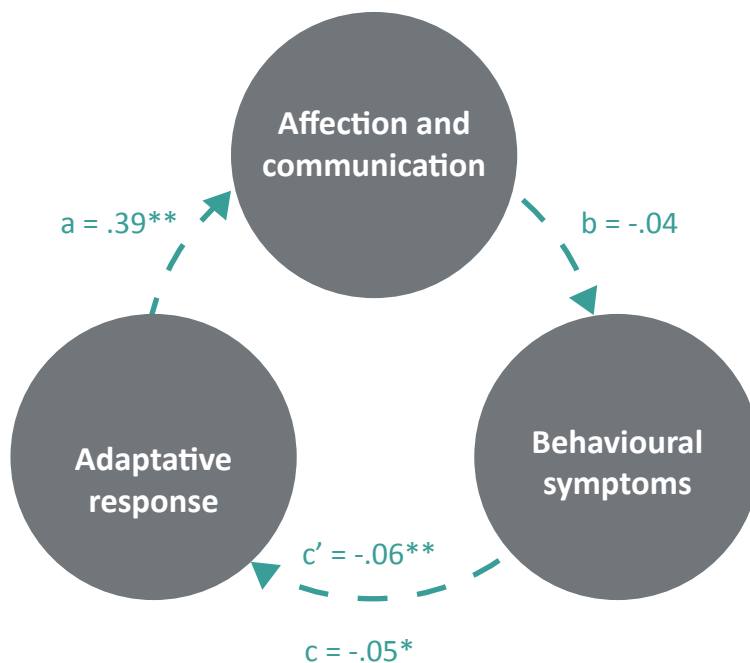 Affection and
communication
a = .39**
b = -.04
Adaptative
response
Behavioural
symptoms
c’ = -.06**
c = -.05*